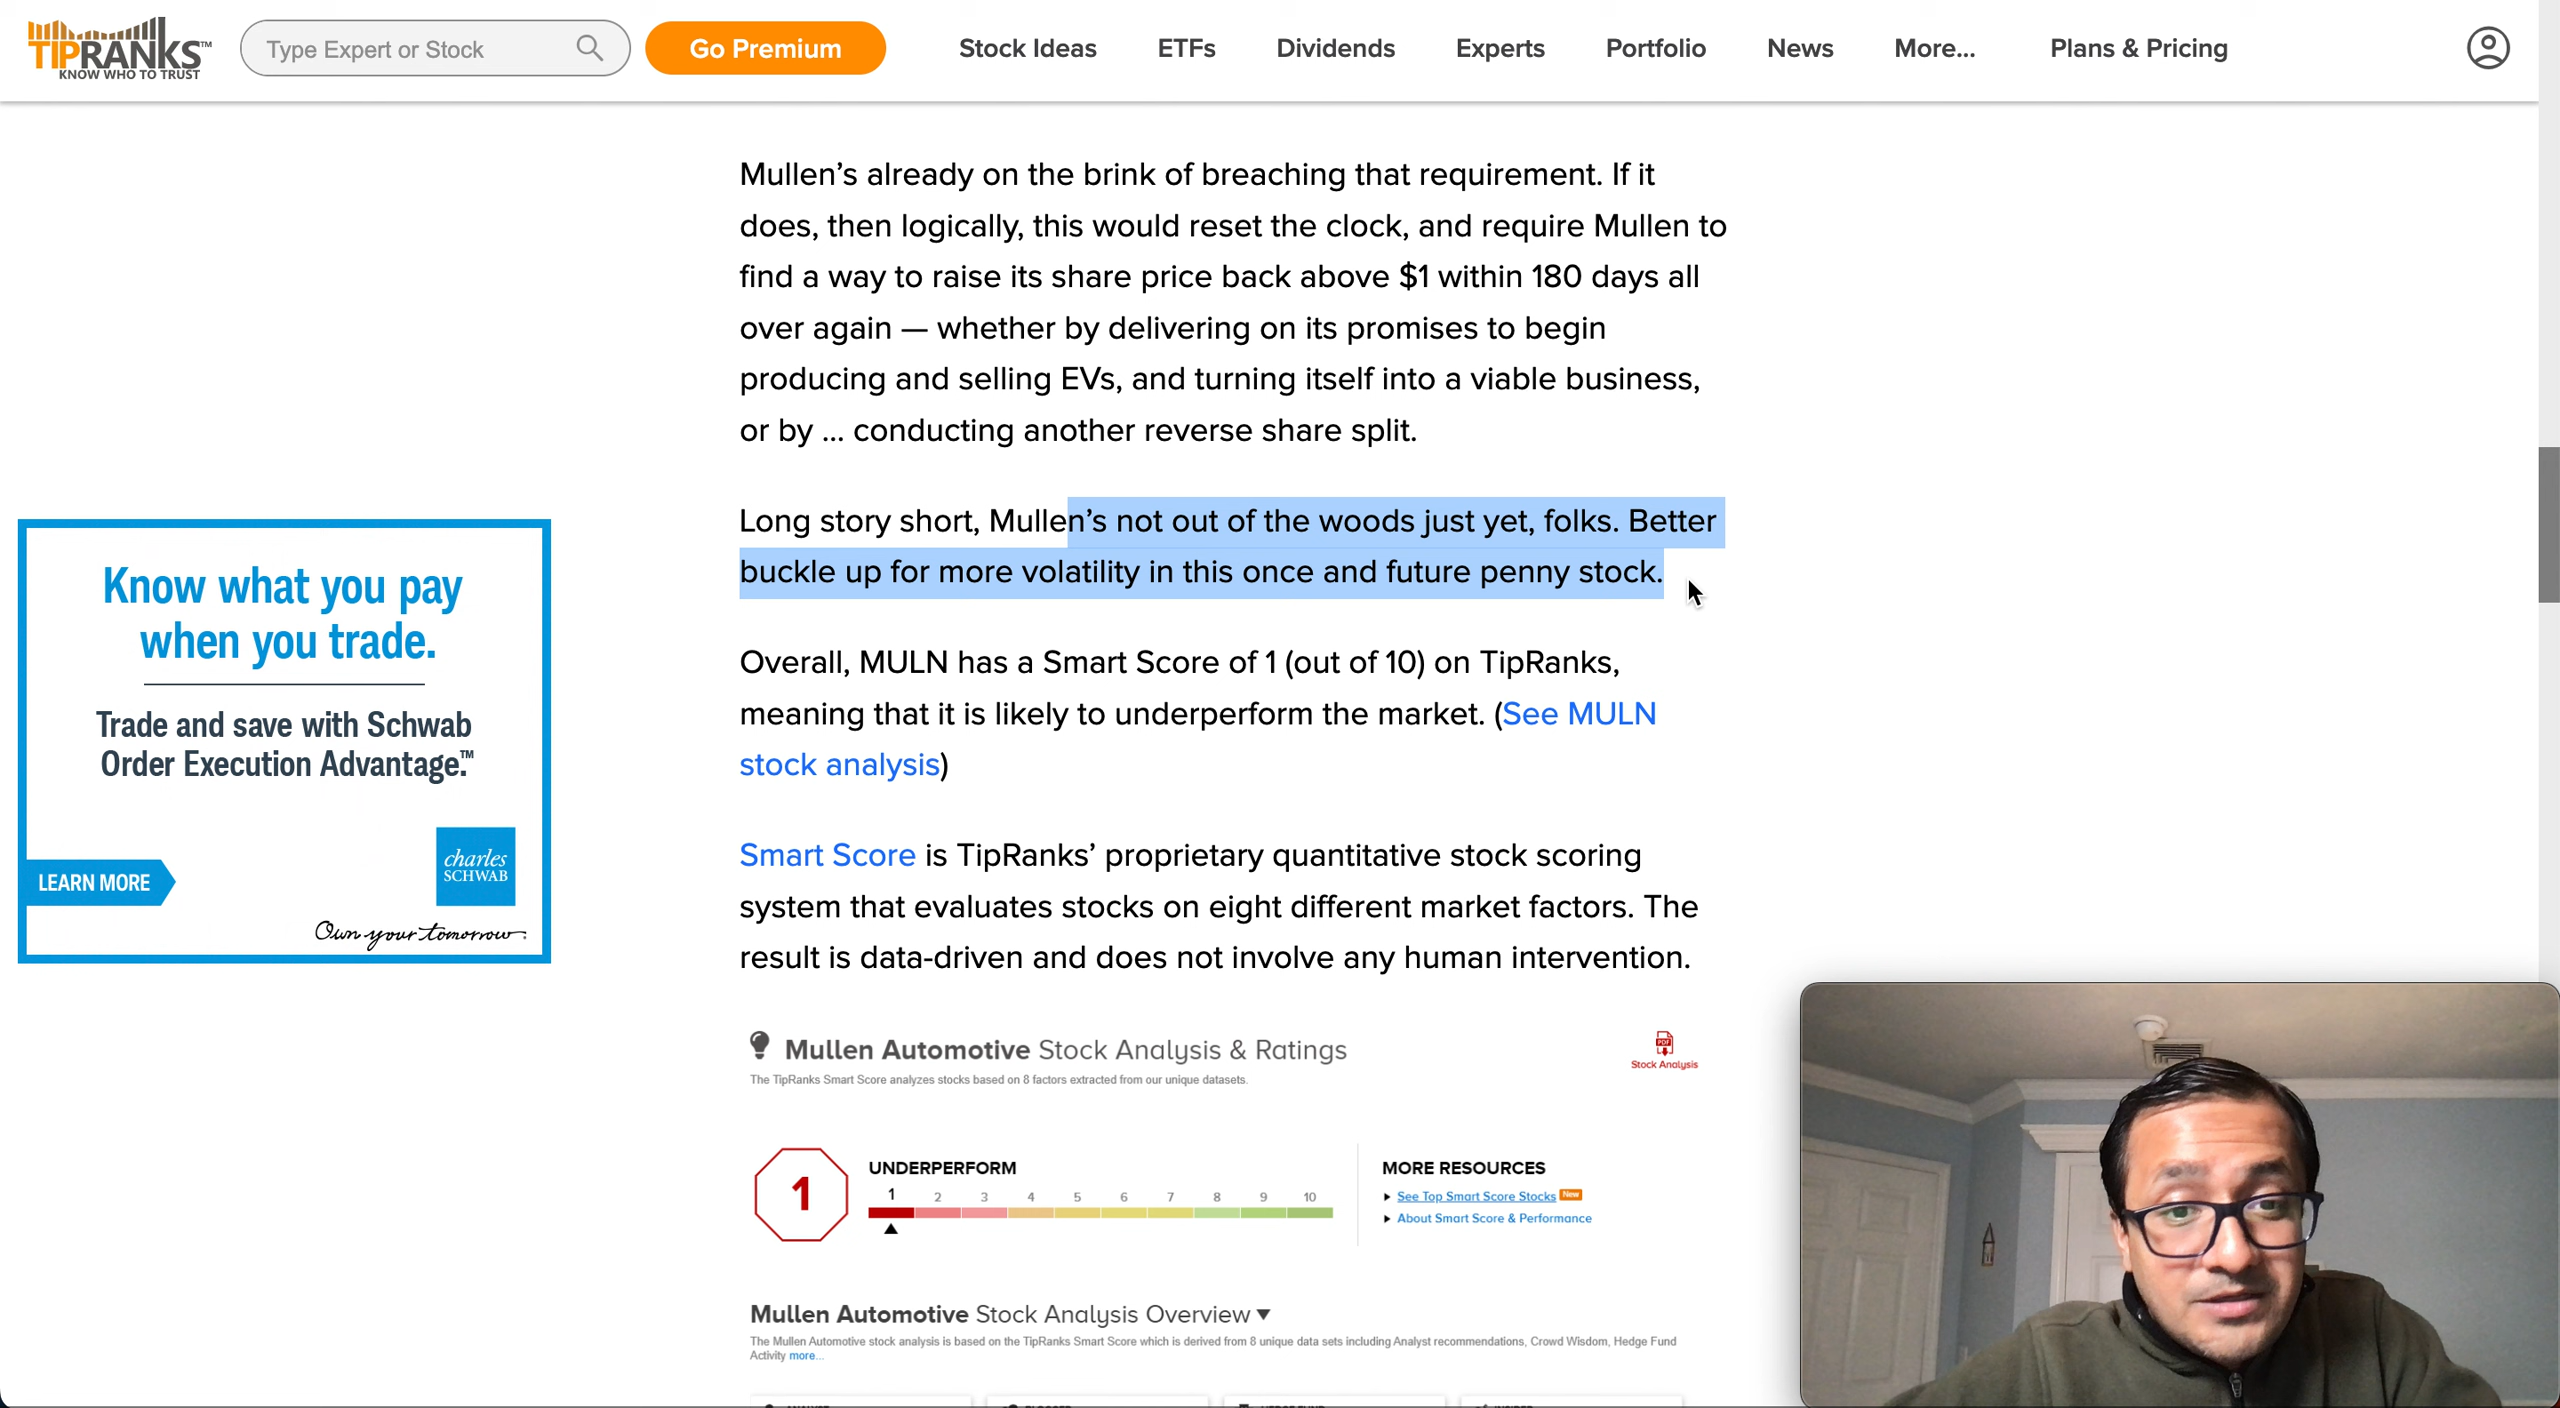 TIPRANKS™
KNOW WHO TO TRUST
Type Expert or Stock
Go Premium
Stock Ideas
ETFs
Dividends
Experts
Portfolio
News
More...
Plans & Pricing
Mullen’s already on the brink of breaching that requirement. If it
does, then logically, this would reset the clock, and require Mullen to
find a way to raise its share price back above $1 within 180 days all
over again — whether by delivering on its promises to begin
producing and selling EVs, and turning itself into a viable business,
or by … conducting another reverse share split.
Long story short, Mullen’s not out of the woods just yet, folks. Better
buckle up for more volatility in this once and future penny stock.
Overall, MULN has a Smart Score of 1 (out of 10) on TipRanks,
meaning that it is likely to underperform the market. (See MULN
stock analysis)
Smart Score is TipRanks’ proprietary quantitative stock scoring
system that evaluates stocks on eight different market factors. The
result is data-driven and does not involve any human intervention.
Know what you pay
when you trade.
Trade and save with Schwab
Order Execution Advantage.™
LEARN MORE
charles
SCHWAB
Own your tomorrow.
Mullen Automotive Stock Analysis & Ratings
The TipRanks Smart Score analyzes stocks based on 8 factors extracted from our unique datasets.
PDF
Stock Analysis
1
UNDERPERFORM
1 2 3 4 5 6 7 8 9 10
MORE RESOURCES
See Top Smart Score Stocks New
About Smart Score & Performance
Mullen Automotive Stock Analysis Overview
The Mullen Automotive stock analysis is based on the TipRanks Smart Score which is derived from 8 unique data sets including Analyst recommendations, Crowd Wisdom, Hedge Fund
Activity more...